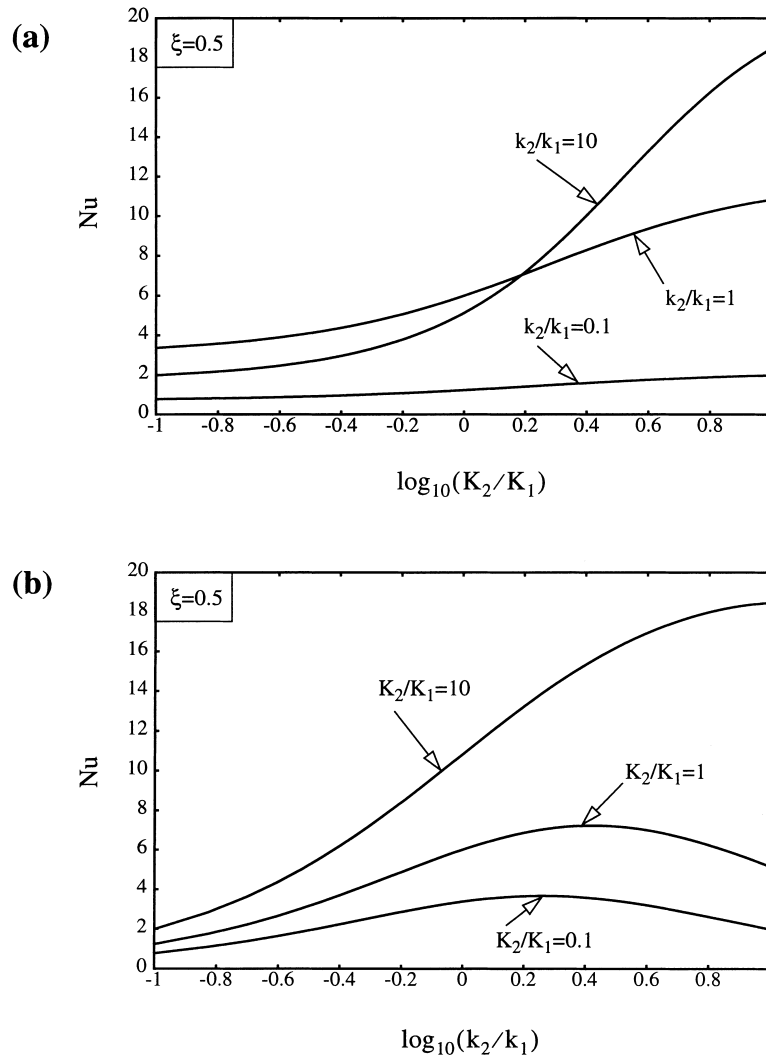 (a)
ξ=0.5
20
18
16
14
12
10
8
6
4
2
0
Nu
k₂/k₁=10
k₂/k₁=1
k₂/k₁=0.1
-1 -0.8 -0.6 -0.4 -0.2 0 0.2 0.4 0.6 0.8
log₁₀(K₂/K₁)
(b)
ξ=0.5
20
18
16
14
12
10
8
6
4
2
0
Nu
K₂/K₁=10
K₂/K₁=1
K₂/K₁=0.1
-1 -0.8 -0.6 -0.4 -0.2 0 0.2 0.4 0.6 0.8
log₁₀(k₂/k₁)